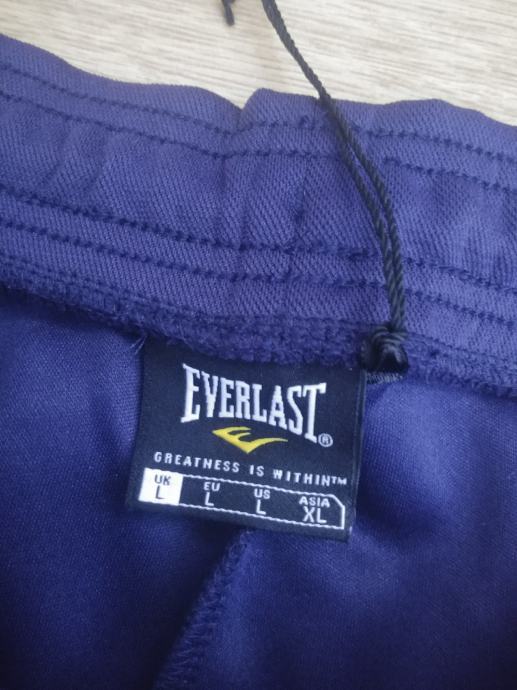 EVERLAST®
GREATNESS IS WITHIN™
UK EU US ASIA
L L L XL